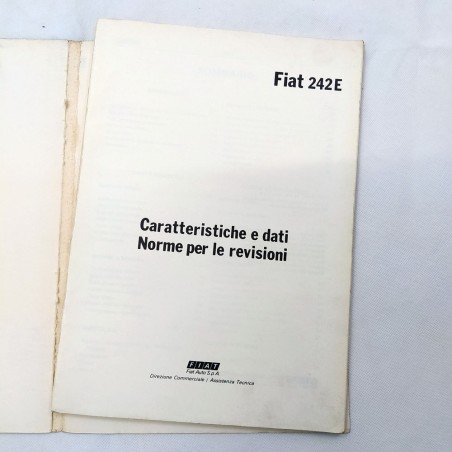 Fiat 242E
Caratteristiche e dati
Norme per le revisioni
FIAT
Fiat Auto S.p.A.
Direzione Commerciale / Assistenza Tecnica